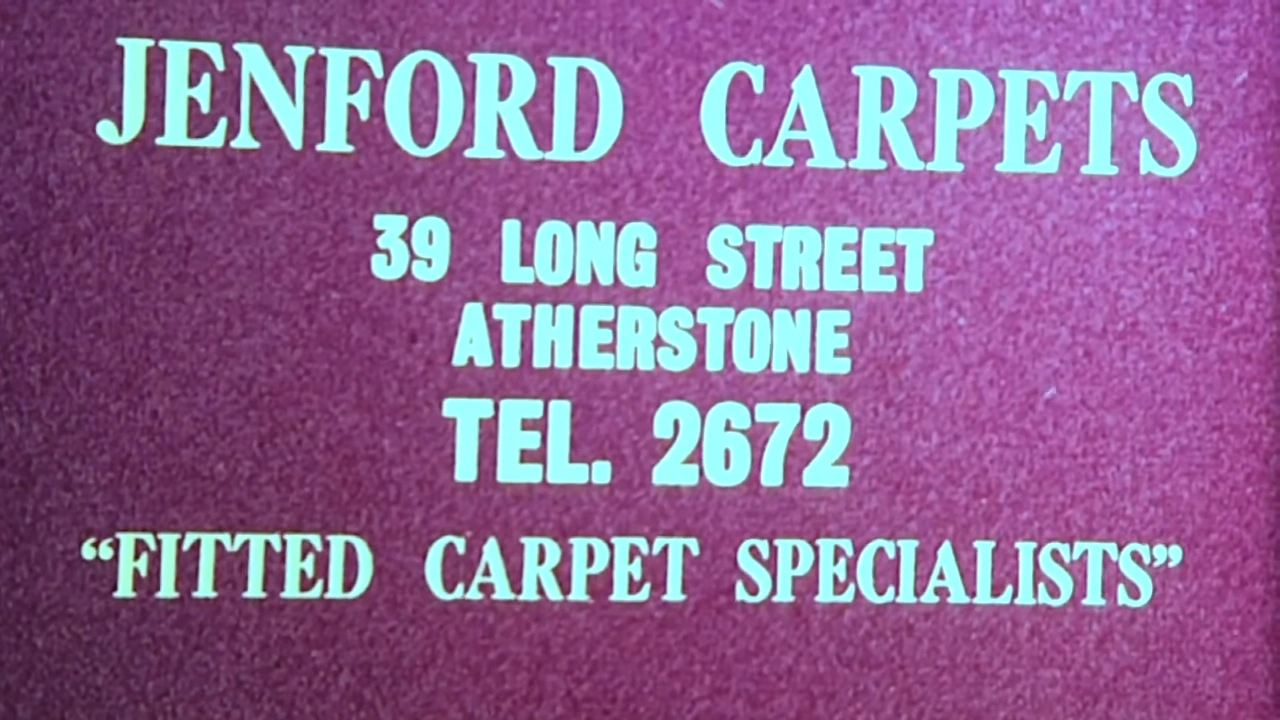 JENFORD CARPETS
39 LONG STREET
ATHERSTONE
TEL. 2672
“FITTED CARPET SPECIALISTS”